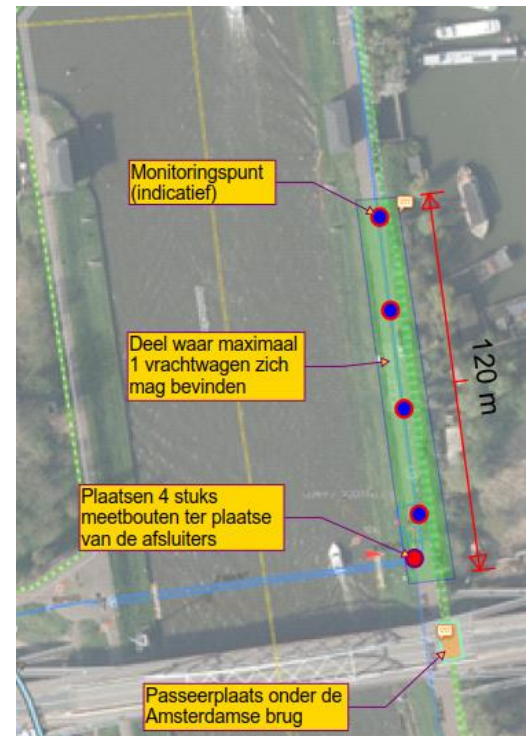 Monitoringspunt
(indicatief)
Deel waar maximaal
1 vrachtwagen zich
mag bevinden
120 m
Plaatsen 4 stuks
meetbouten ter plaatse
van de afsluiters
Passeerplaats onder de
Amsterdamse brug